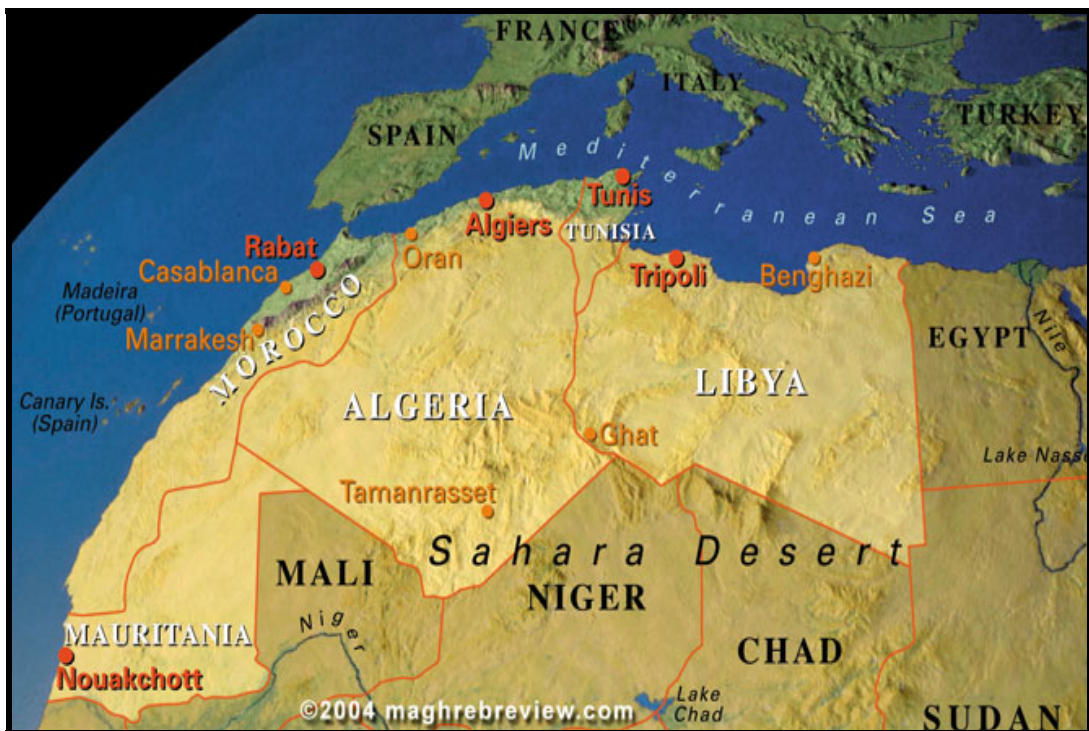 FRANCE
ITALY
TURKEY
SPAIN
Mediterranean Sea
Tunis
Algiers
TUNISIA
Rabat
Oran
Casablanca
Tripoli
Benghazi
Madeira
(Portugal)
Marrakesh
MOROCCO
EGYPT
Nile
LIBYA
ALGERIA
Canary Is.
(Spain)
Ghat
Lake Nasse
Tamanrasset
Sahara Desert
MALI
NIGER
Niger
MAURITANIA
CHAD
Nouakchott
Lake
Chad
©2004 maghrebreview.com
SUDAN